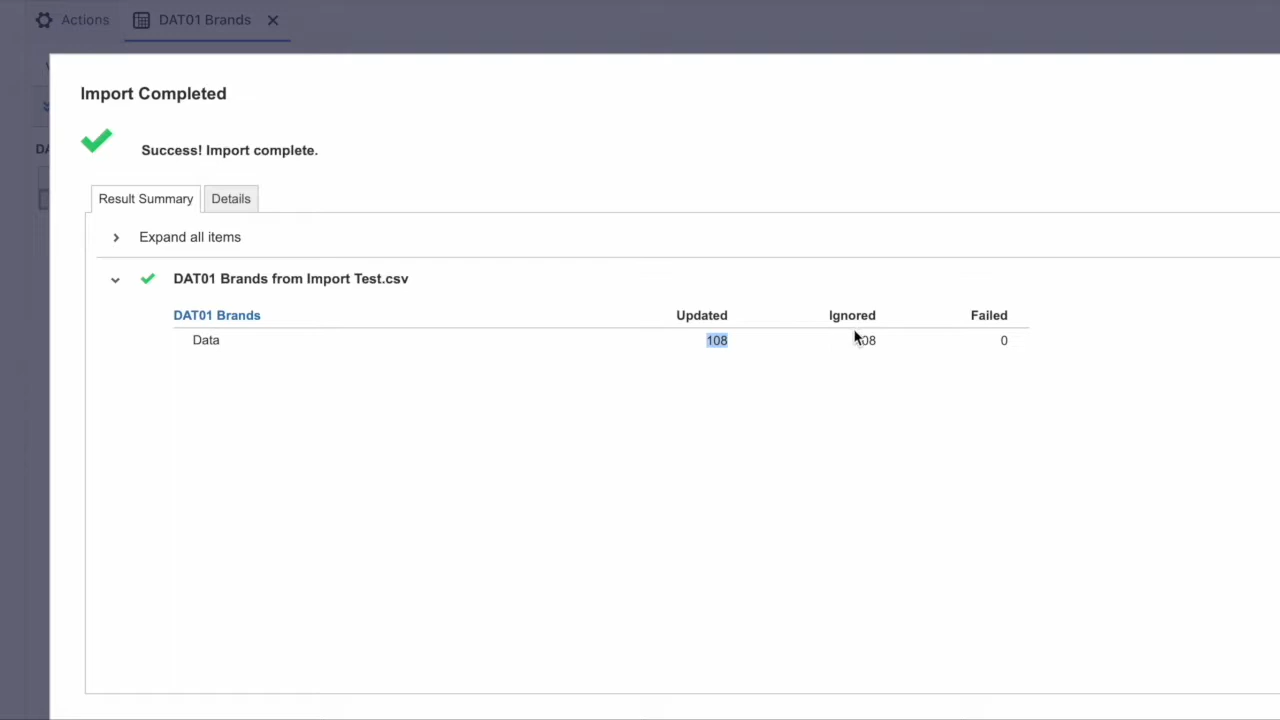 Actions DAT01 Brands
Import Completed
Success! Import complete.
Result Summary Details
Expand all items
DAT01 Brands from Import Test.csv
DAT01 Brands Updated Ignored Failed
Data 108 0